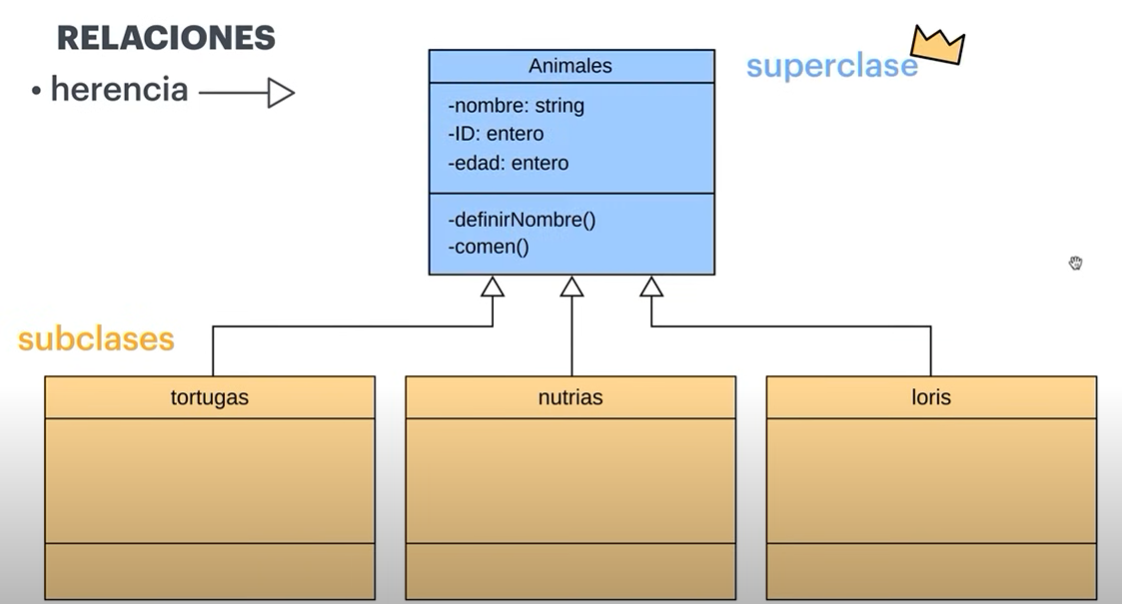 RELACIONES
• herencia
superclase
Animales
-nombre: string
-ID: entero
-edad: entero
-definirNombre()
-comen()
subclases
tortugas
nutrias
loris